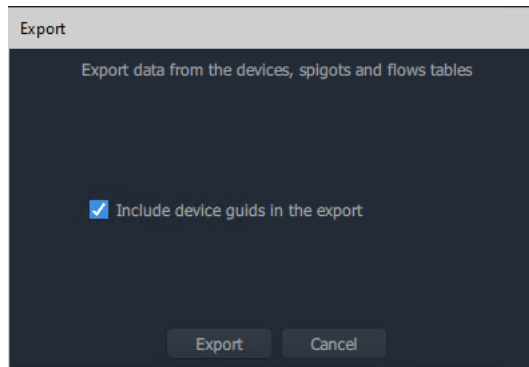 Export
Export data from the devices, spigots and flows tables
Include device guids in the export
Export
Cancel